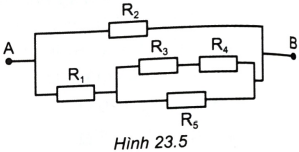 R₂
A
B
R₃ R₄
R₁
R₅
Hình 23.5